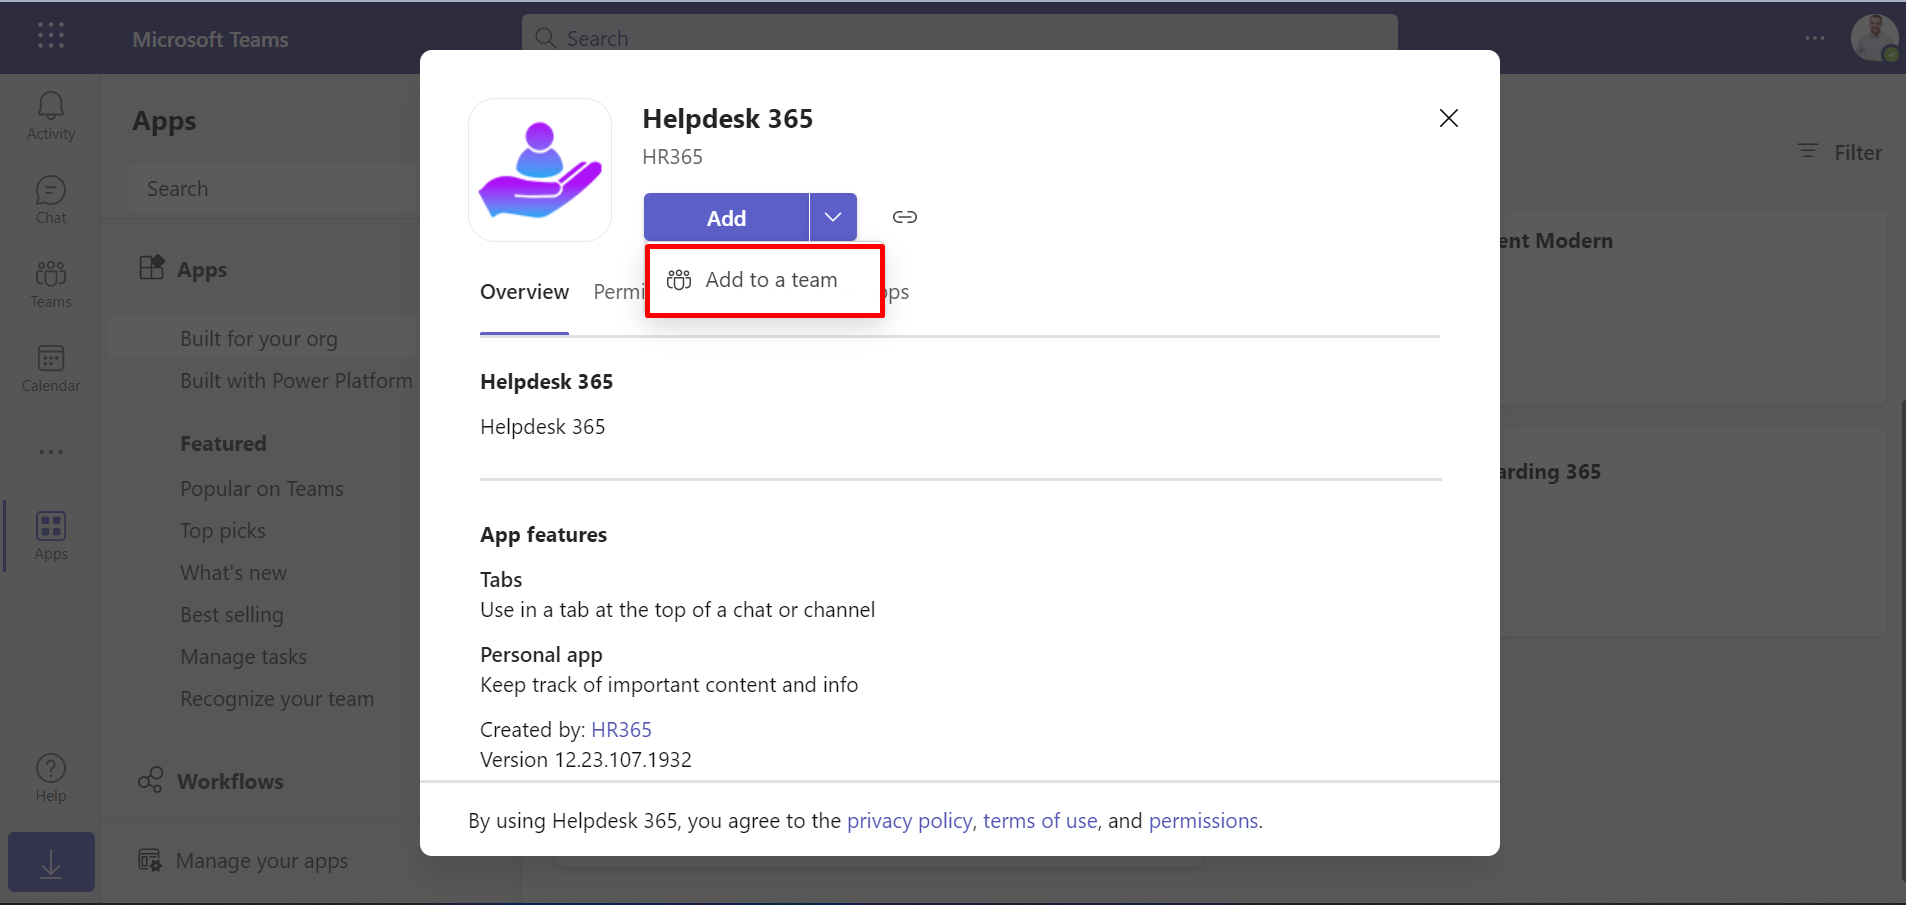 Microsoft Teams
Search
Activity
Chat
Teams
Calendar
Apps
Help
Apps
Search
Apps
Built for your org
Built with Power Platform
Featured
Popular on Teams
Top picks
What's new
Best selling
Manage tasks
Recognize your team
Workflows
Manage your apps
Helpdesk 365
HR365
Add
Add to a team
Overview
Helpdesk 365
Helpdesk 365
App features
Tabs
Use in a tab at the top of a chat or channel
Personal app
Keep track of important content and info
Created by: HR365
Version 12.23.107.1932
By using Helpdesk 365, you agree to the privacy policy, terms of use, and permissions.
Filter
Modern
365